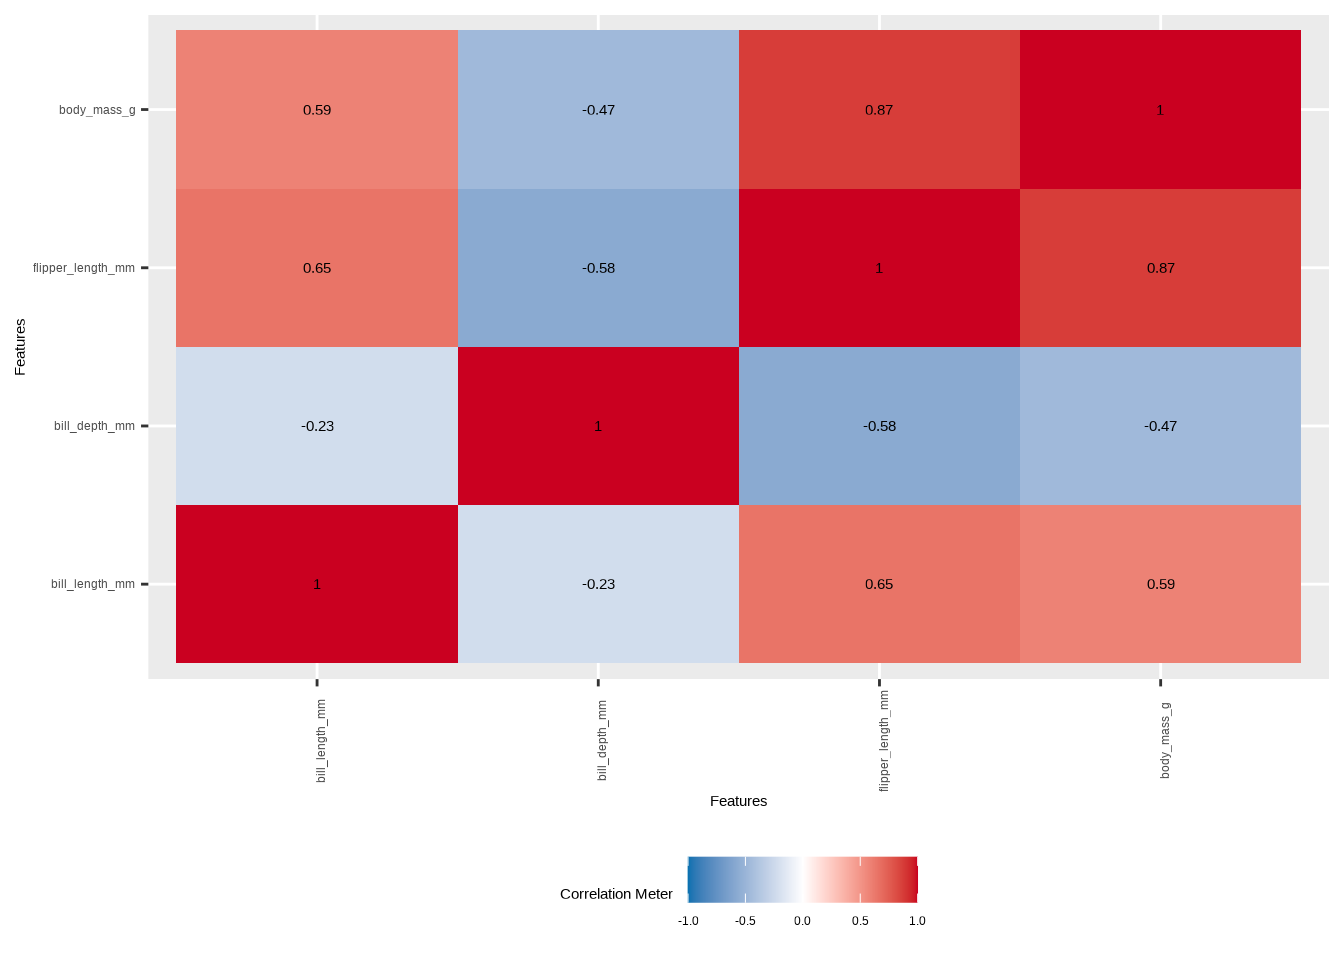 body_mass_g
0.59
-0.47
0.87
1
flipper_length_mm
0.65
-0.58
1
0.87
Features
bill_depth_mm
-0.23
1
-0.58
-0.47
bill_length_mm
1
-0.23
0.65
0.59
bill_length_mm
bill_depth_mm
flipper_length_mm
body_mass_g
Features
Correlation Meter
-1.0
-0.5
0.0
0.5
1.0